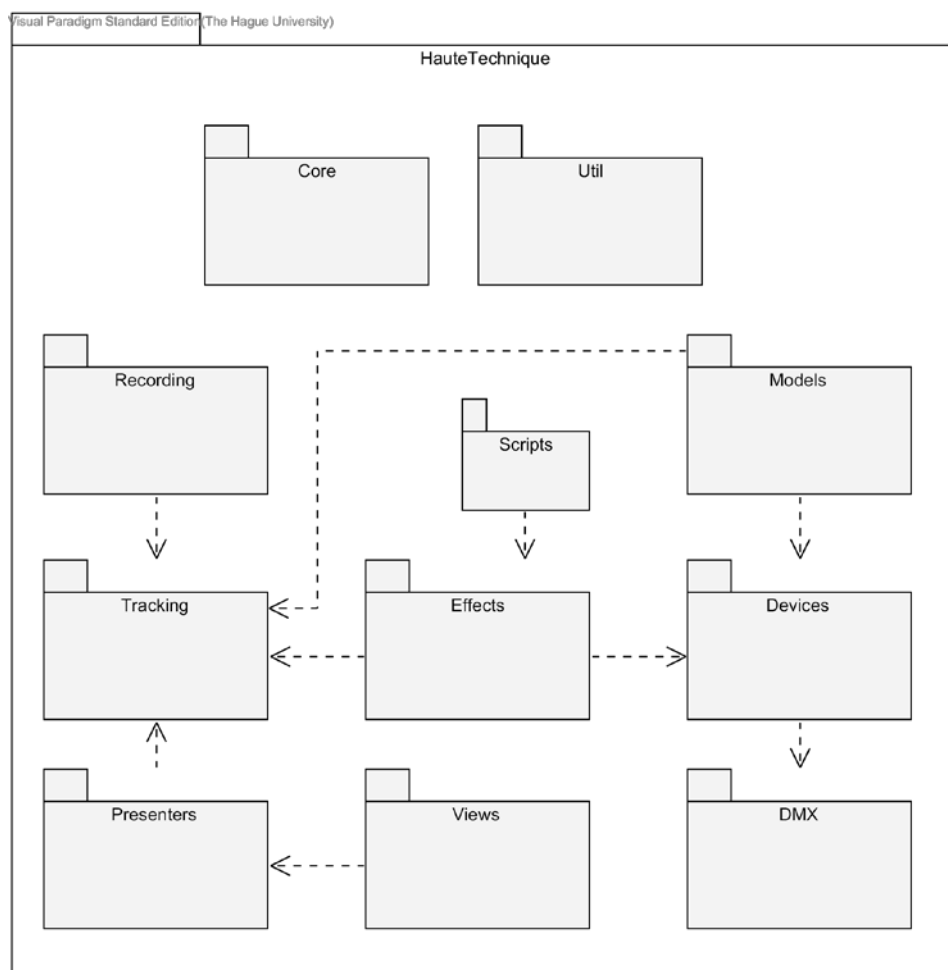 Visual Paradigm Standard Edition(The Hague University)
HauteTechnique
Core
Util
Recording
Models
Scripts
Tracking
Effects
Devices
Presenters
Views
DMX